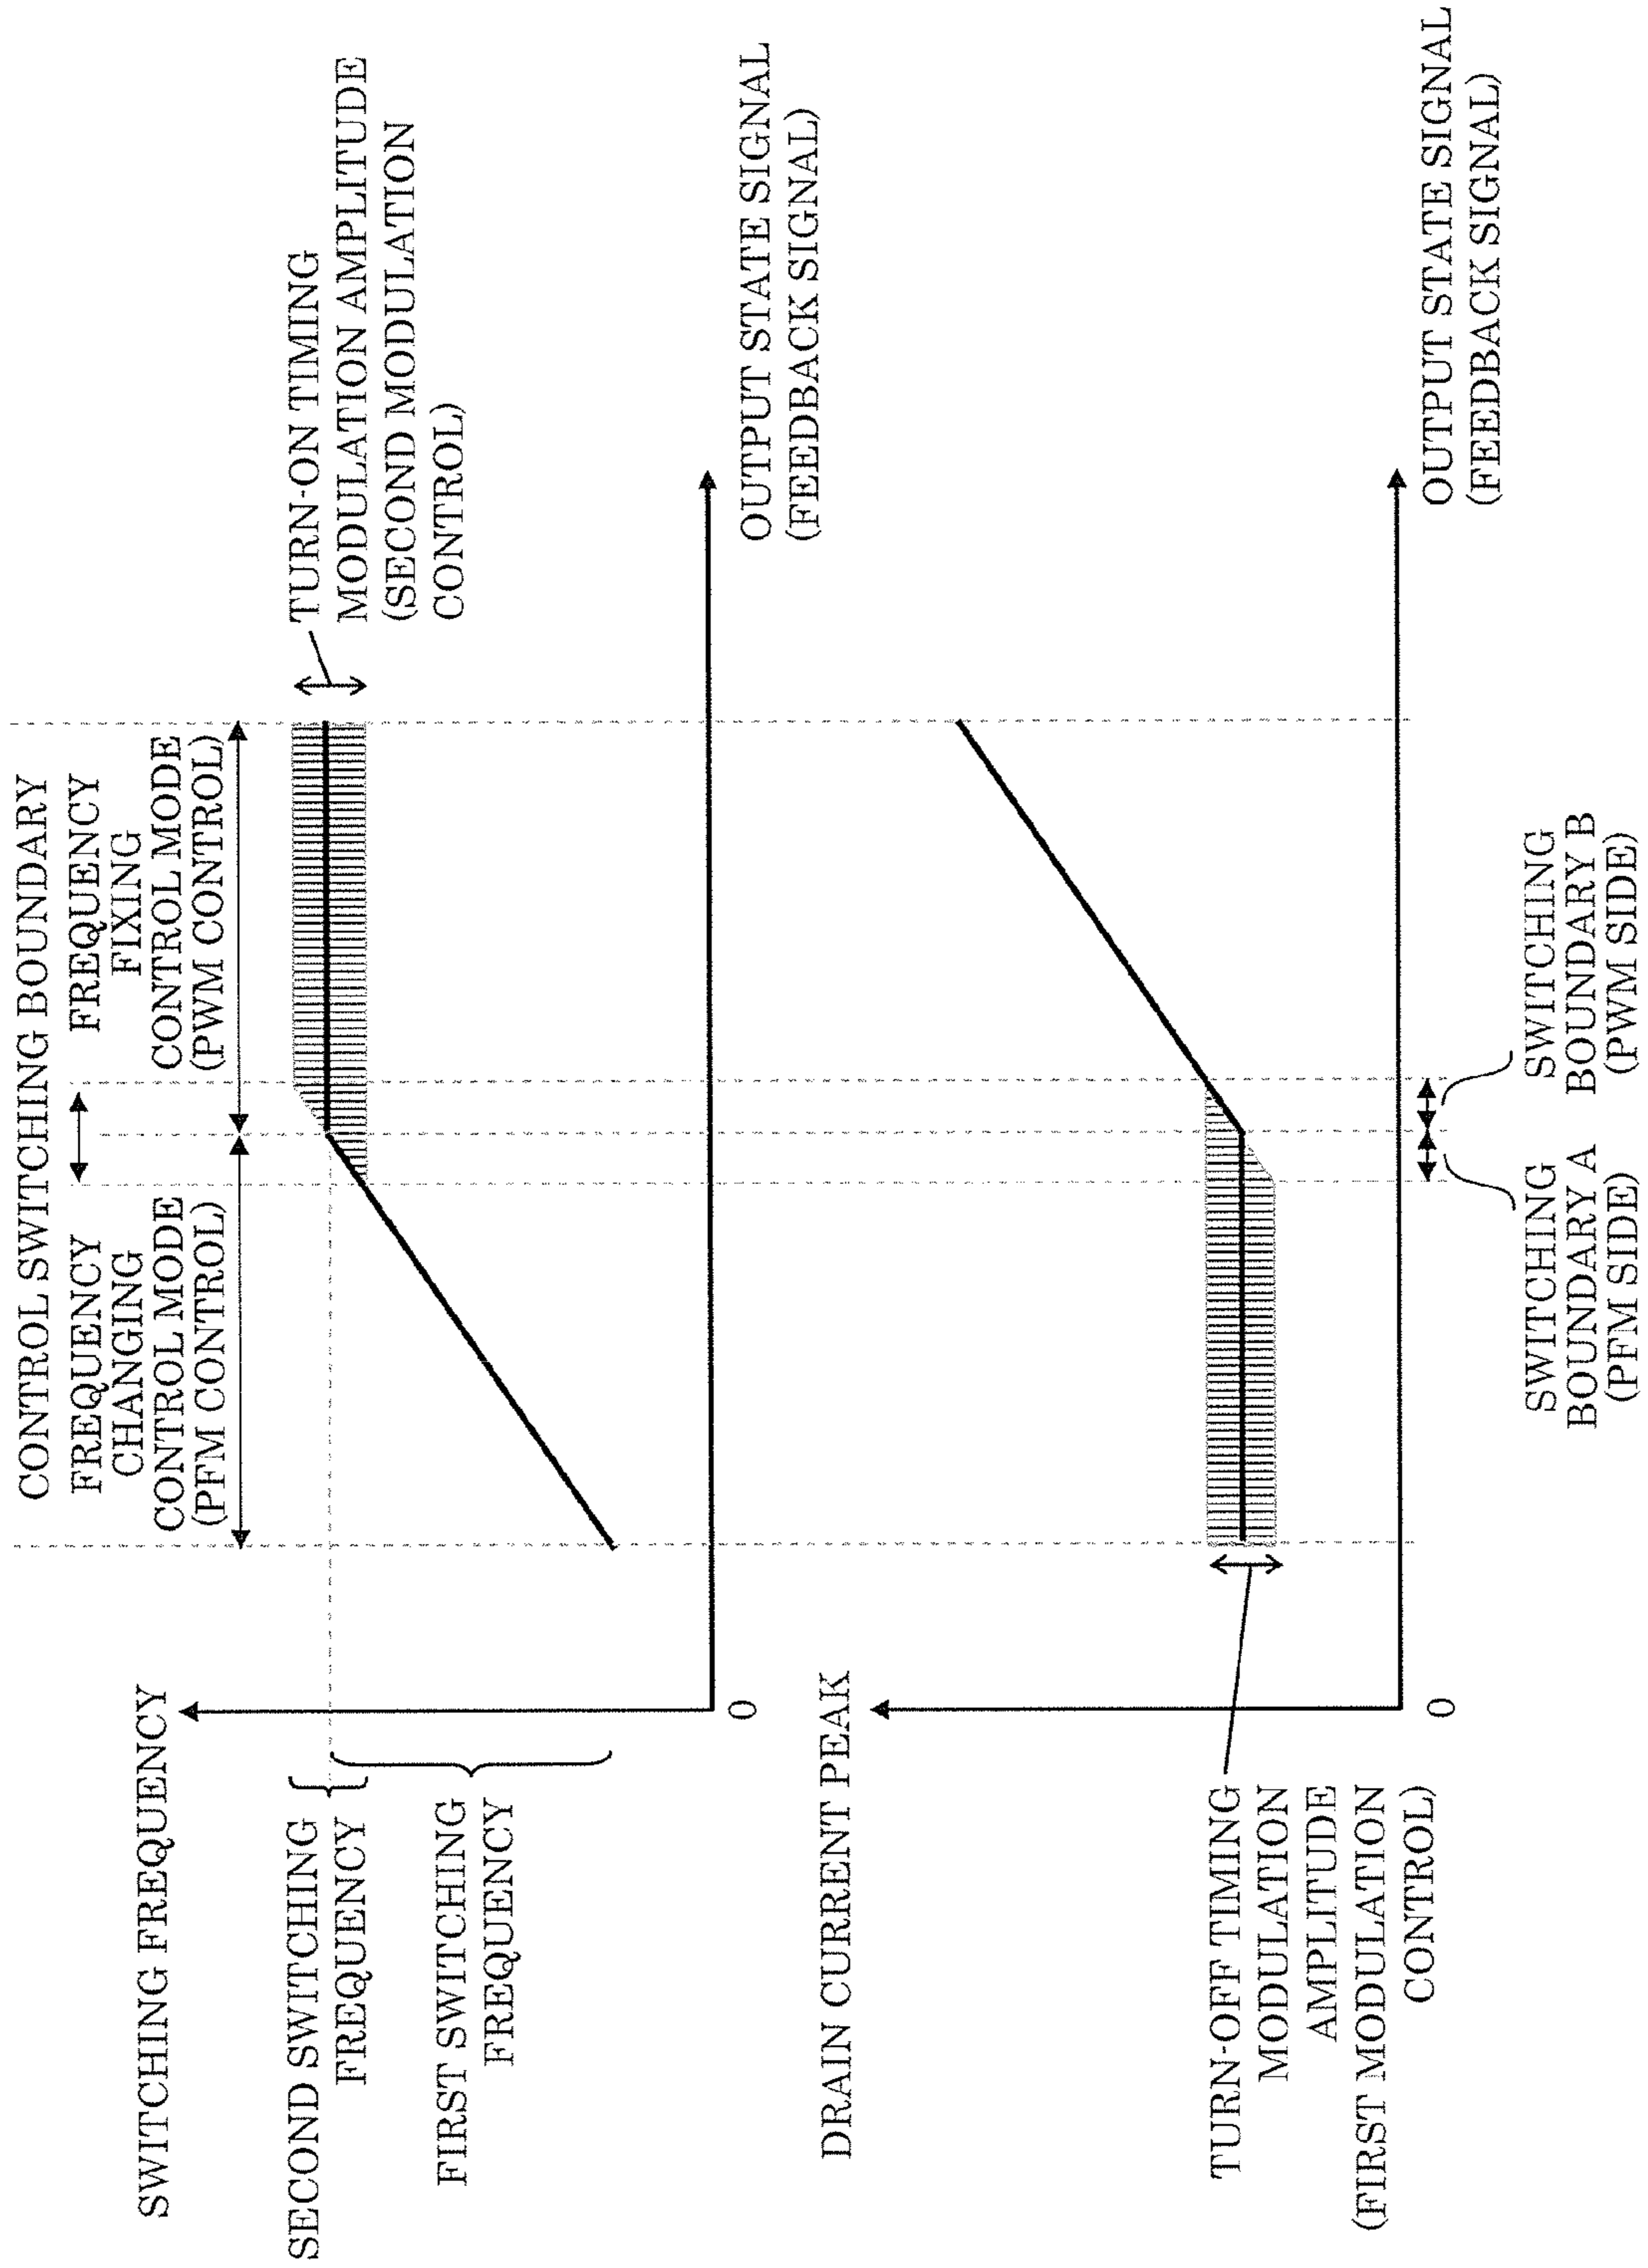 CONTROL SWITCHING BOUNDARY
FREQUENCY
CHANGING
CONTROL MODE
(PFM CONTROL)
FREQUENCY
FIXING
CONTROL MODE
(PWM CONTROL)
SWITCHING FREQUENCY
SECOND SWITCHING
FREQUENCY
FIRST SWITCHING
FREQUENCY
TURN-ON TIMING
MODULATION AMPLITUDE
(SECOND MODULATION
CONTROL)
0
OUTPUT STATE SIGNAL
(FEEDBACK SIGNAL)
DRAIN CURRENT PEAK
TURN-OFF TIMING
MODULATION
AMPLITUDE
(FIRST MODULATION
CONTROL)
0
OUTPUT STATE SIGNAL
(FEEDBACK SIGNAL)
SWITCHING
BOUNDARY A
(PFM SIDE)
SWITCHING
BOUNDARY B
(PWM SIDE)